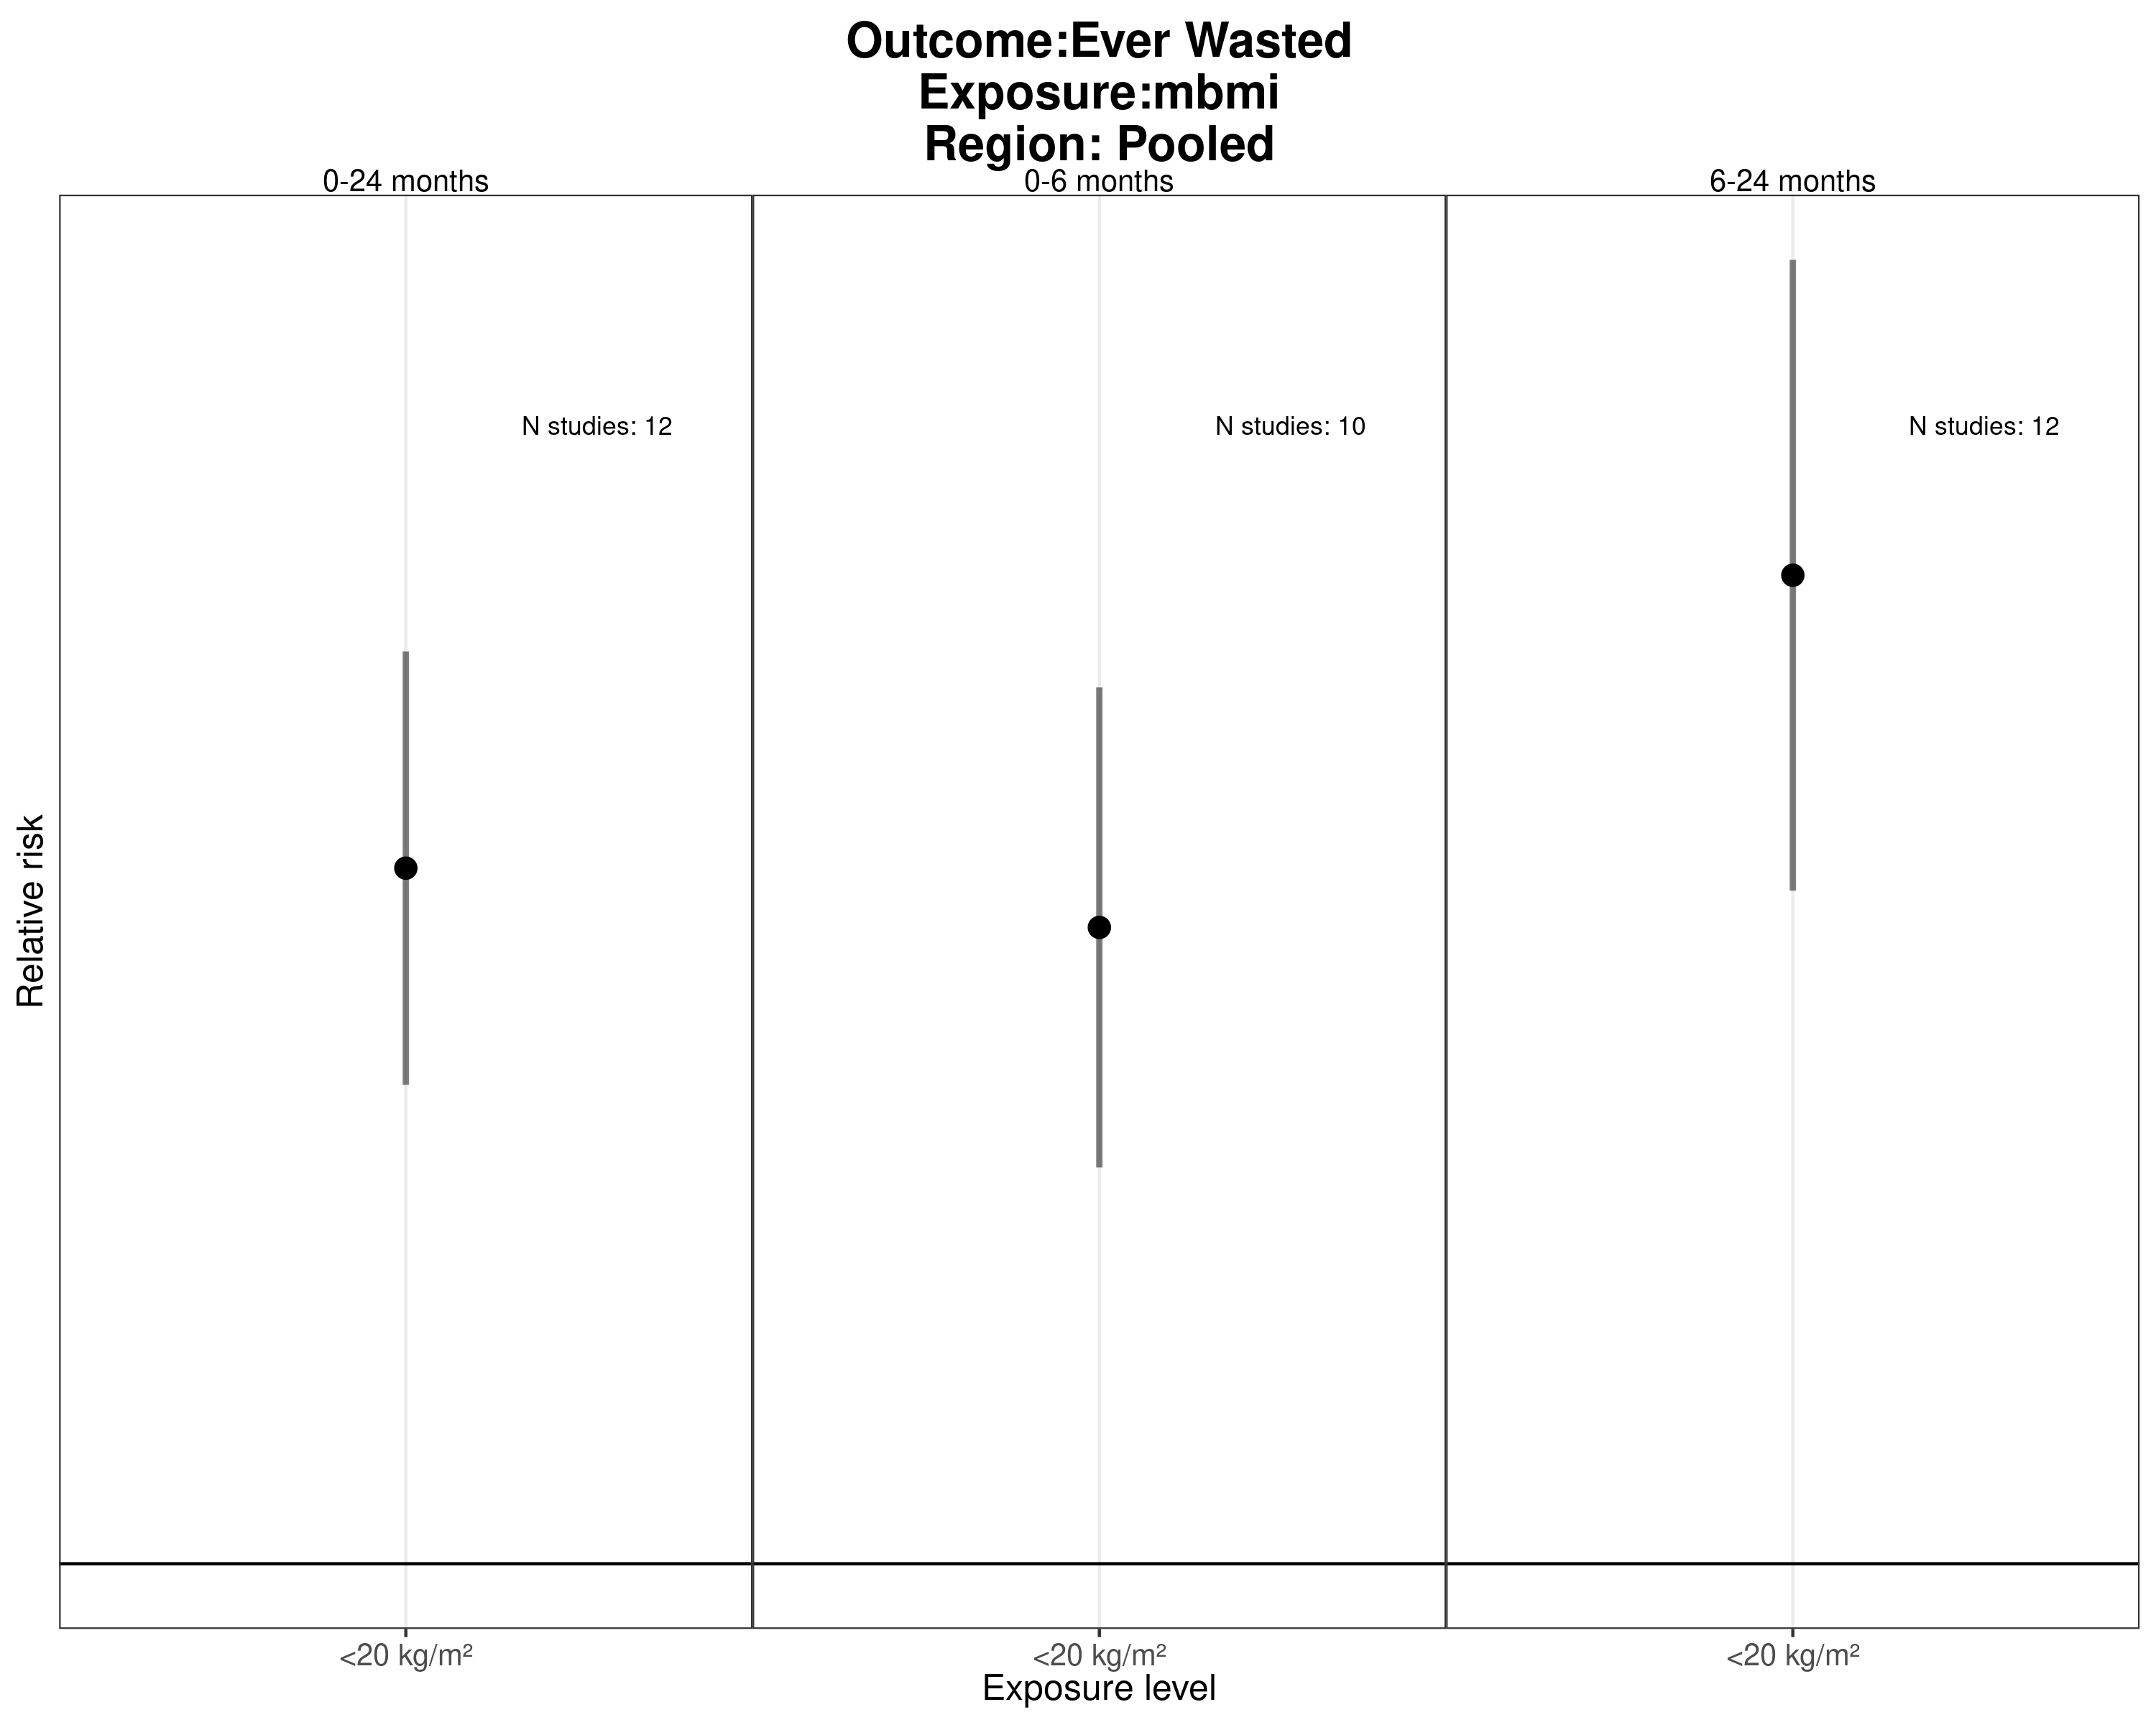 Outcome:Ever Wasted
Exposure:mbmi
Region: Pooled
0-24 months
0-6 months
6-24 months
N studies: 12
N studies: 10
N studies: 12
Relative risk
<20 kg/m²
<20 kg/m²
<20 kg/m²
Exposure level